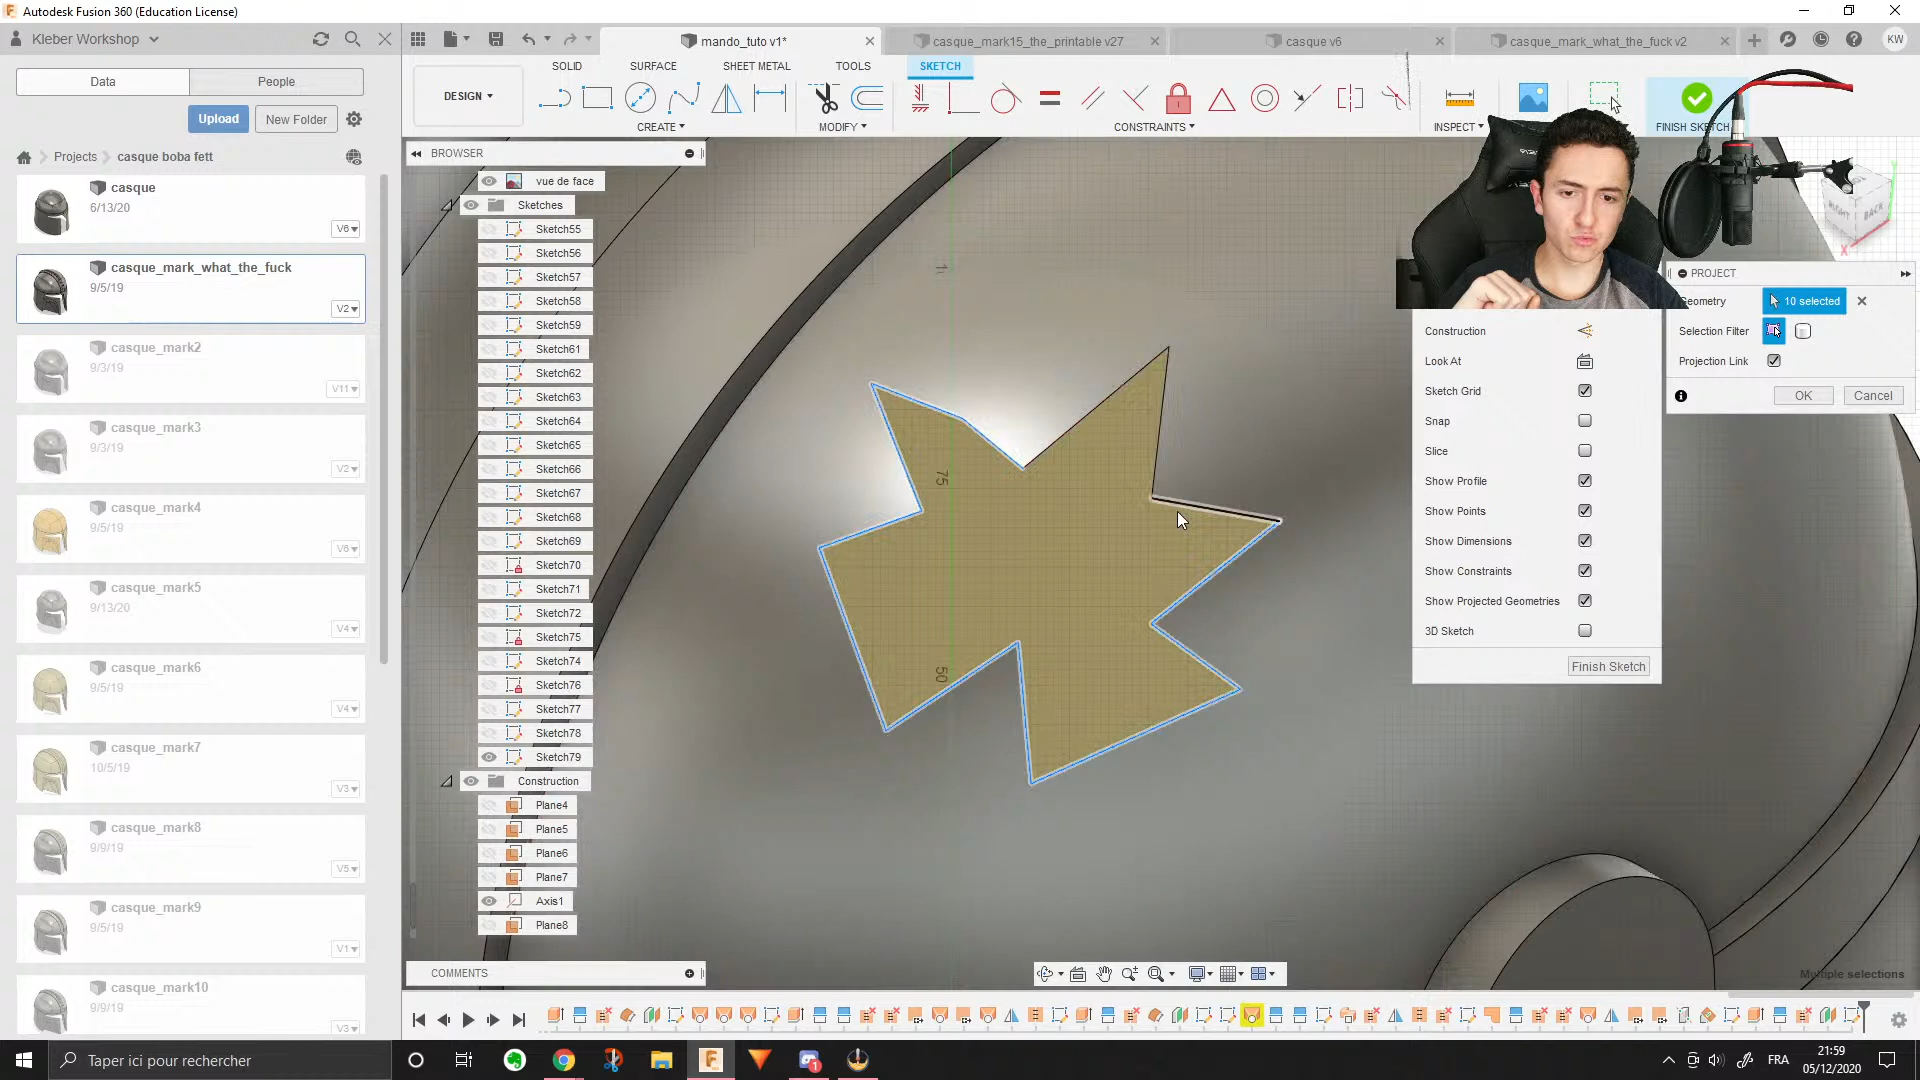 Autodesk Fusion 360 (Education License)
Kleber Workshop
mando_tuto v1*
casque_mark15_the_printable v27
casque v6
casque_mark_what_the_fuck v2
KW
Data
People
Upload
New Folder
Projects
casque boba fett
casque
6/13/20
V6
casque_mark_what_the_fuck
9/5/19
V2
casque_mark2
9/3/19
V11
casque_mark3
9/3/19
V2
casque_mark4
9/5/19
V6
casque_mark5
9/13/20
V4
casque_mark6
9/5/19
V4
casque_mark7
10/5/19
V3
casque_mark8
9/9/19
V5
casque_mark9
9/5/19
V1
casque_mark10
9/9/19
V3
SOLID
SURFACE
SHEET METAL
TOOLS
SKETCH
DESIGN
CREATE
MODIFY
CONSTRAINTS
INSPECT
FINISH SKETCH
BROWSER
vue de face
Sketches
Sketch55
Sketch56
Sketch57
Sketch58
Sketch59
Sketch61
Sketch62
Sketch63
Sketch64
Sketch65
Sketch66
Sketch67
Sketch68
Sketch69
Sketch70
Sketch71
Sketch72
Sketch75
Sketch74
Sketch76
Sketch77
Sketch78
Sketch79
Construction
Plane4
Plane5
Plane6
Plane7
Axis1
Plane8
COMMENTS
75
50
RIGHT
BACK
X
PROJECT
Geometry
10 selected
Selection Filter
Projection Link
OK
Cancel
Construction
Look At
Sketch Grid
Snap
Slice
Show Profile
Show Points
Show Dimensions
Show Constraints
Show Projected Geometries
3D Sketch
Finish Sketch
Multiple selections
Taper ici pour rechercher
FRA
21:59
05/12/2020